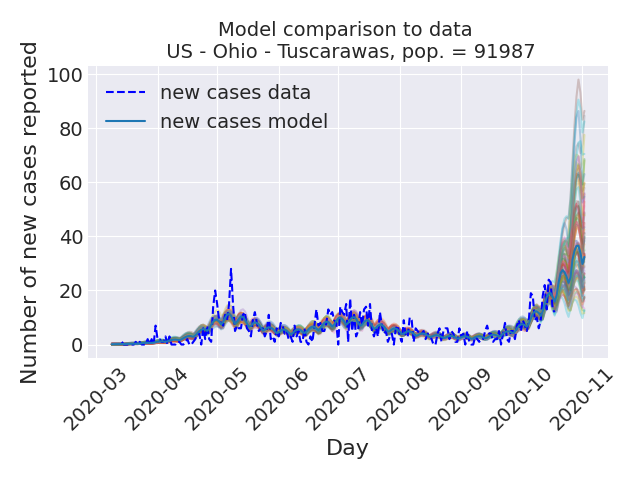 Model comparison to data
US - Ohio - Tuscarawas, pop. = 91987
Number of new cases reported
100
80
60
40
20
0
new cases data
new cases model
2020-03
2020-04
2020-05
2020-06
2020-07
2020-08
2020-09
2020-10
2020-11
Day